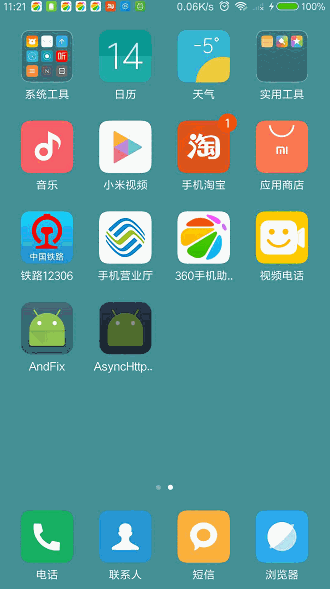 11:21 0.06K/s 100%
听
14
-5°
系统工具 日历 天气 实用工具
淘 1
mi
音乐 小米视频 手机淘宝 应用商店
中国铁路
铁路12306 手机营业厅 360手机助.. 视频电话
AndFix AsyncHttp..
电话 联系人 短信 浏览器